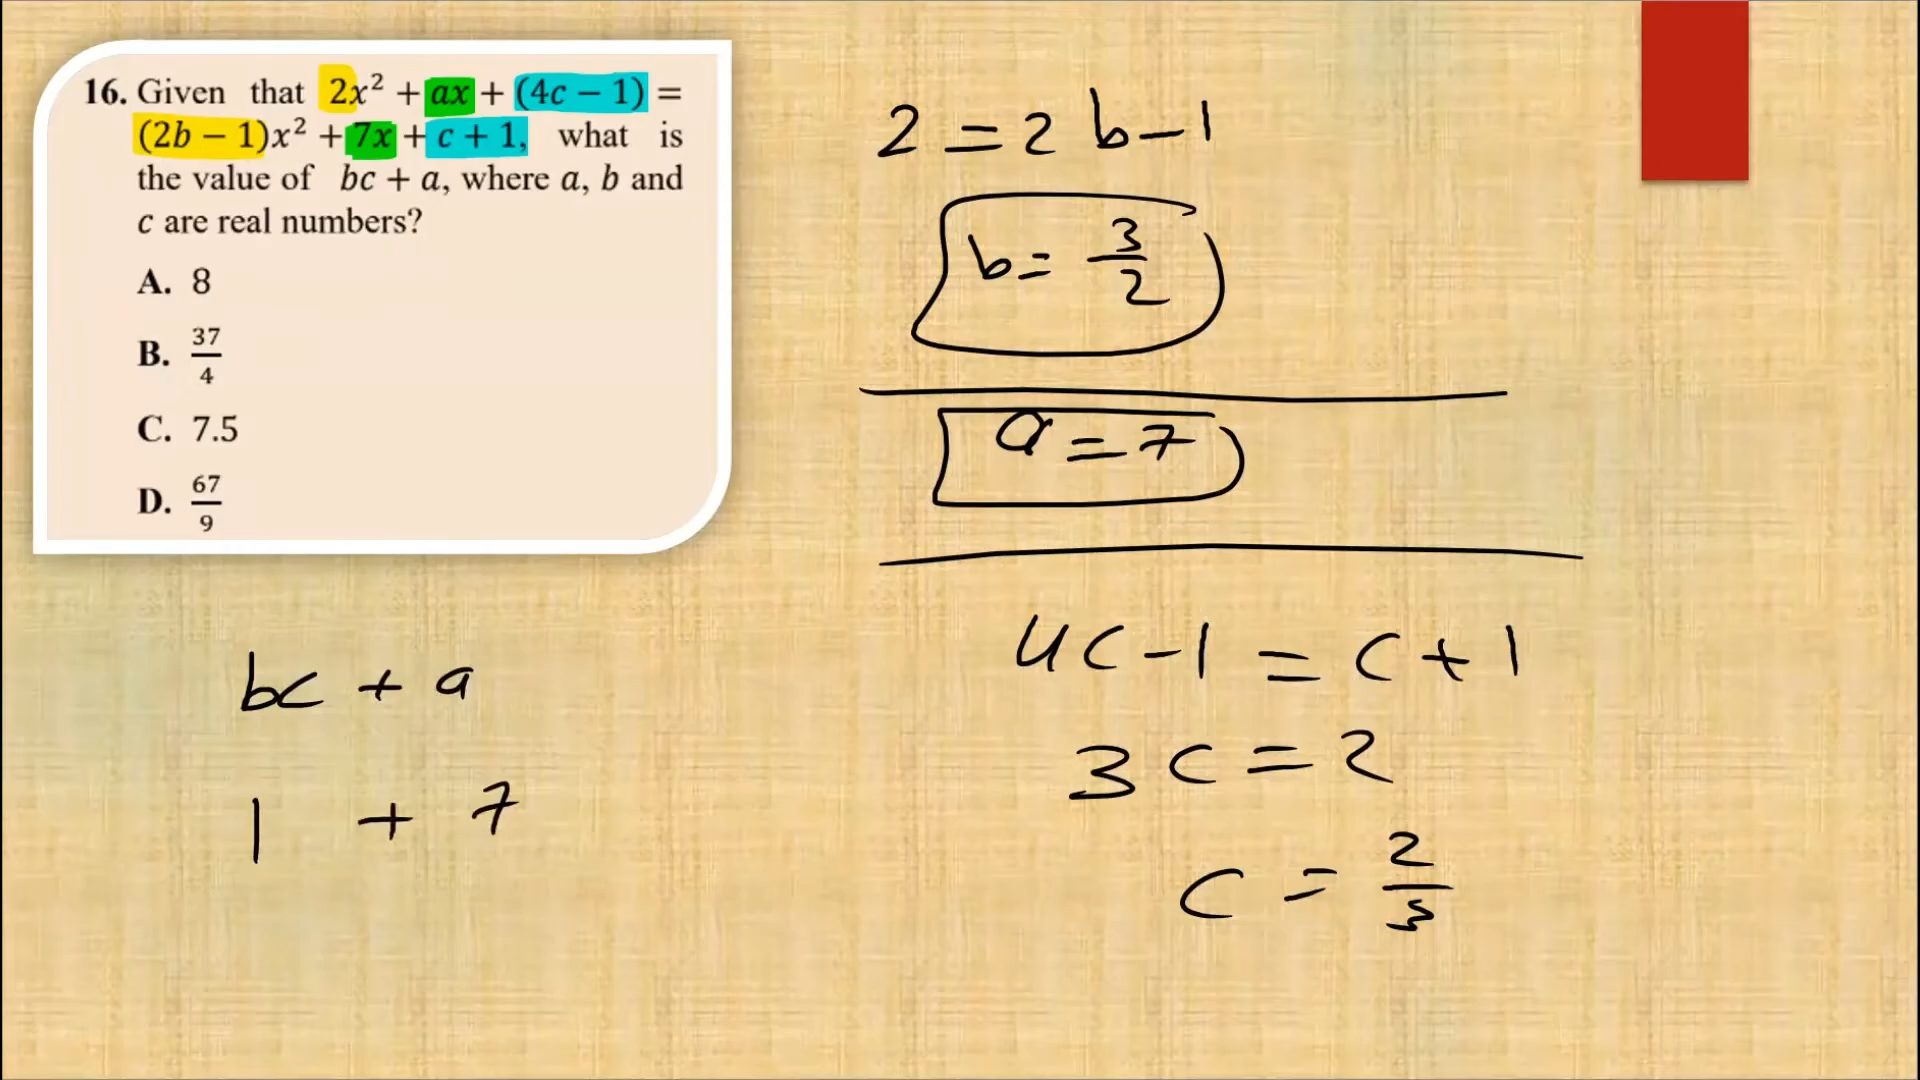 16. Given that 2x² + ax + (4c − 1) =
(2b − 1)x² + 7x + c + 1, what is
the value of bc + a, where a, b and
c are real numbers?
A. 8
B. 37/4
C. 7.5
D. 67/9
bc + a
1 + 7
2 = 2b − 1
b = 3/2
a = 7
4c − 1 = c + 1
3c = 2
c = 2/3